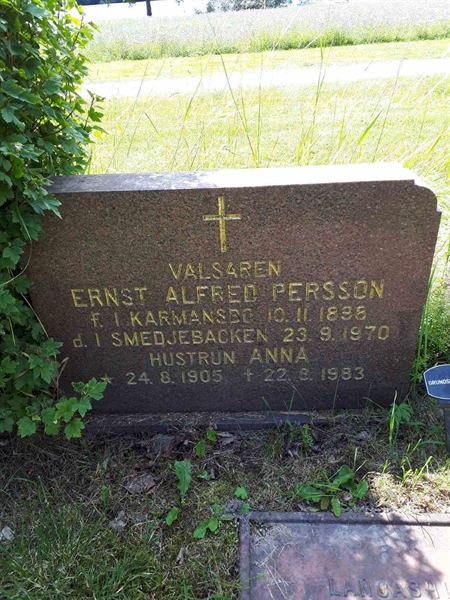 VALSAREN
ERNST ALFRED PERSSON
f. I KARMANSBO 10.11.1898
d. I SMEDJEBACKEN 23.9.1970
HUSTRUN ANNA
* 24.8.1905 † 22.8.1983
LANCASHI